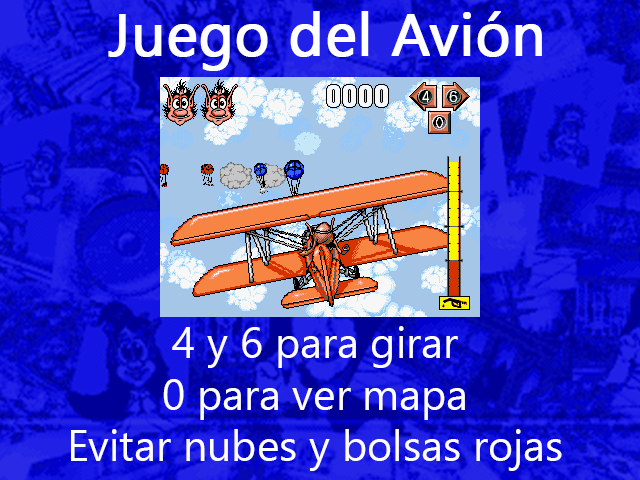 Juego del Avión
0000
4 6
0
4 y 6 para girar
0 para ver mapa
Evitar nubes y bolsas rojas